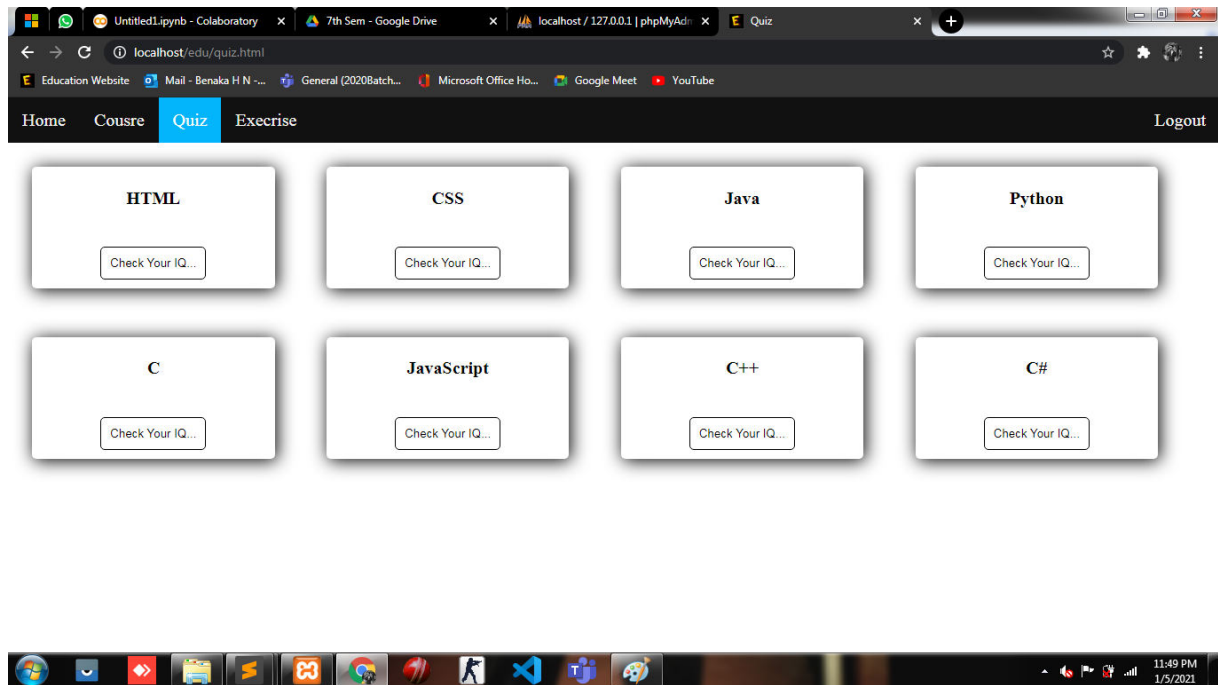 Untitled1.ipynb - Colaboratory
7th Sem - Google Drive
localhost / 127.0.0.1 | phpMyAdn
Quiz
localhost/edu/quiz.html
Education Website
Mail - Benaka H N -...
General (2020Batch...
Microsoft Office Ho...
Google Meet
YouTube
Home Cousre Quiz Execrise Logout
HTML CSS Java Python
Check Your IQ... Check Your IQ... Check Your IQ... Check Your IQ...
C JavaScript C++ C#
Check Your IQ... Check Your IQ... Check Your IQ... Check Your IQ...
11:49 PM
1/5/2021